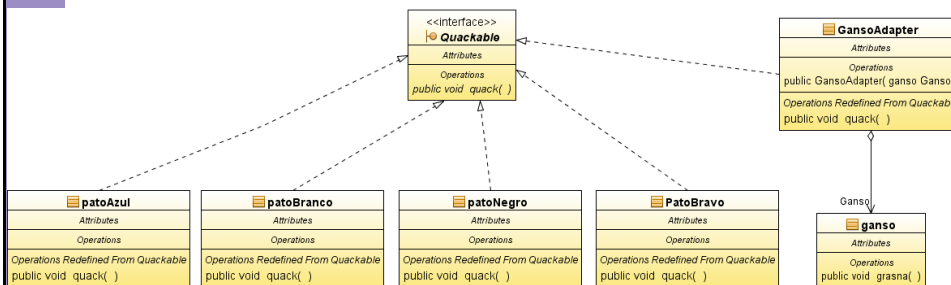 <<interface>>
Quackable
Attributes
Operations
public void quack( )
GansoAdapter
Attributes
Operations
public GansoAdapter( ganso Ganso
Operations Redefined From Quackab
public void quack( )
patoAzul
Attributes
Operations
Operations Redefined From Quackable
public void quack( )
patoBranco
Attributes
Operations
Operations Redefined From Quackable
public void quack( )
patoNegro
Attributes
Operations
Operations Redefined From Quackable
public void quack( )
PatoBravo
Attributes
Operations
Operations Redefined From Quackable
public void quack( )
Ganso
ganso
Attributes
Operations
public void grasna( )